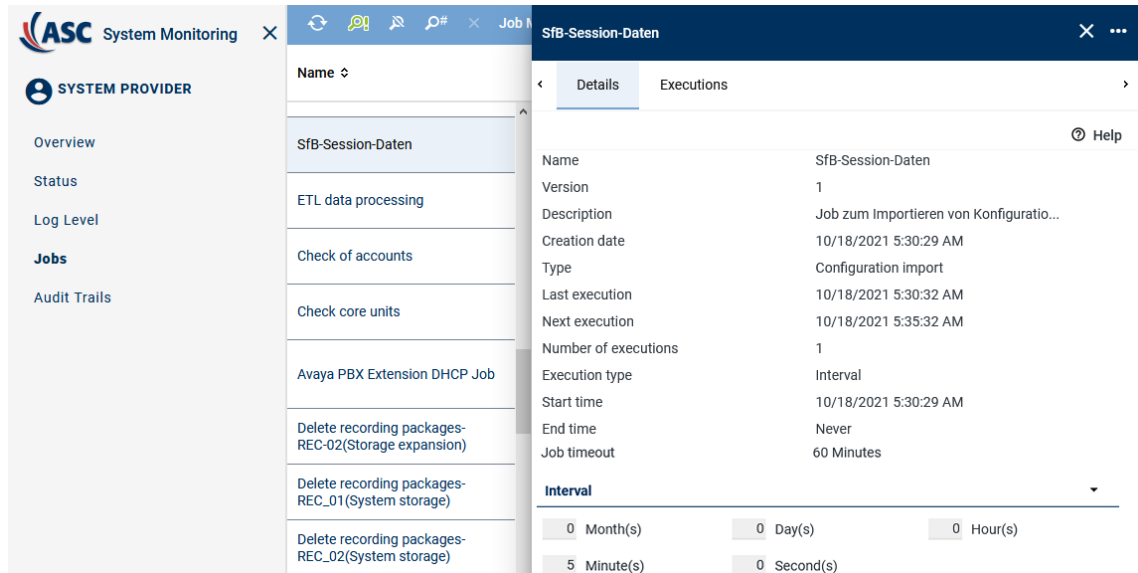 ASC System Monitoring
SYSTEM PROVIDER
Overview
Status
Log Level
Jobs
Audit Trails
Job
Name
SfB-Session-Daten
ETL data processing
Check of accounts
Check core units
Avaya PBX Extension DHCP Job
Delete recording packages-
REC-02(Storage expansion)
Delete recording packages-
REC_01(System storage)
Delete recording packages-
REC_02(System storage)
SfB-Session-Daten
Details Executions
Help
Name SfB-Session-Daten
Version 1
Description Job zum Importieren von Konfiguratio...
Creation date 10/18/2021 5:30:29 AM
Type Configuration import
Last execution 10/18/2021 5:30:32 AM
Next execution 10/18/2021 5:35:32 AM
Number of executions 1
Execution type Interval
Start time 10/18/2021 5:30:29 AM
End time Never
Job timeout 60 Minutes
Interval
0 Month(s) 0 Day(s) 0 Hour(s)
5 Minute(s) 0 Second(s)